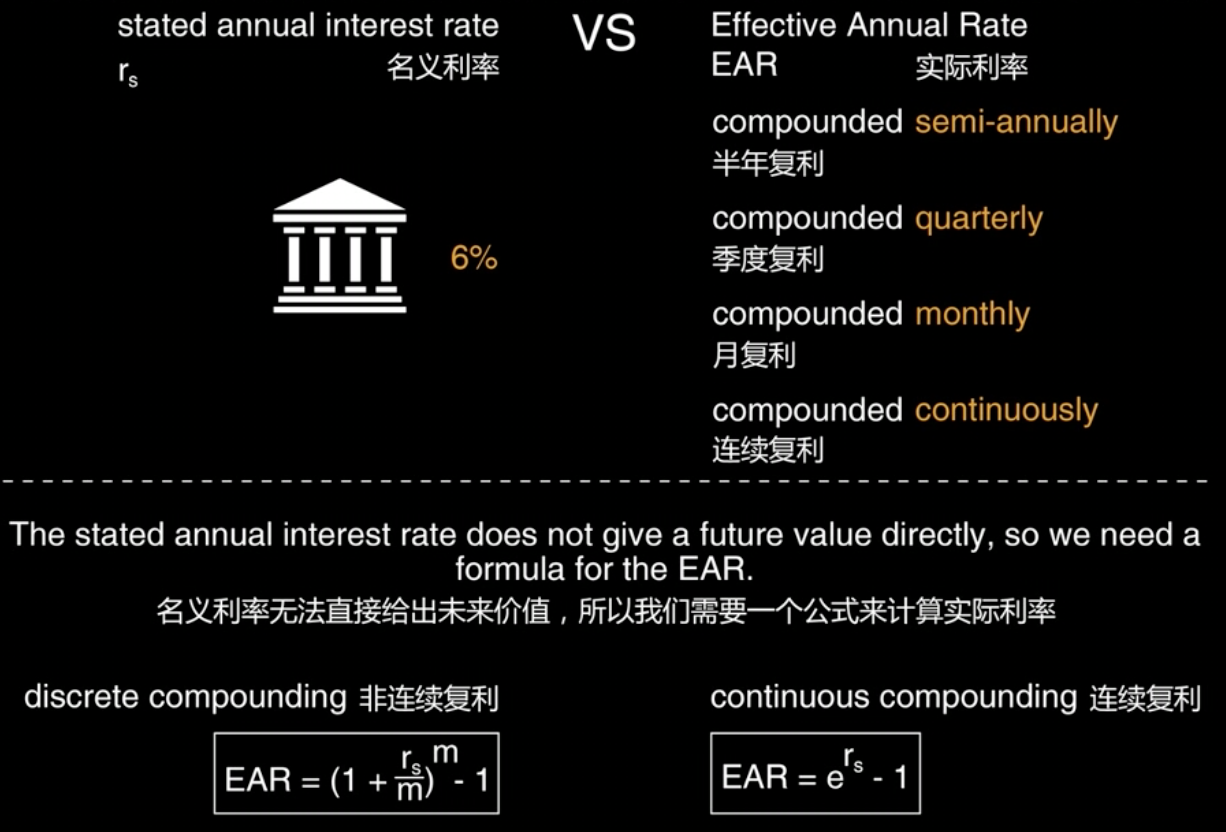 stated annual interest rate
r_s 名义利率
VS
Effective Annual Rate
EAR 实际利率
6%
compounded semi-annually
半年复利
compounded quarterly
季度复利
compounded monthly
月复利
compounded continuously
连续复利
The stated annual interest rate does not give a future value directly, so we need a
formula for the EAR.
名义利率无法直接给出未来价值，所以我们需要一个公式来计算实际利率
discrete compounding 非连续复利
EAR = (1 + r_s/m)^m - 1
continuous compounding 连续复利
EAR = e^r_s - 1